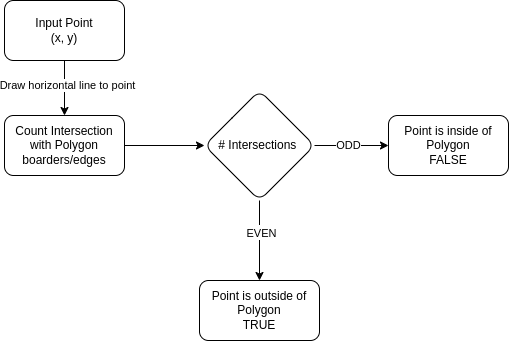 Input Point
(x, y)
Draw horizontal line to point
Count Intersection
with Polygon
boarders/edges
# Intersections
ODD
Point is inside of
Polygon
FALSE
EVEN
Point is outside of
Polygon
TRUE